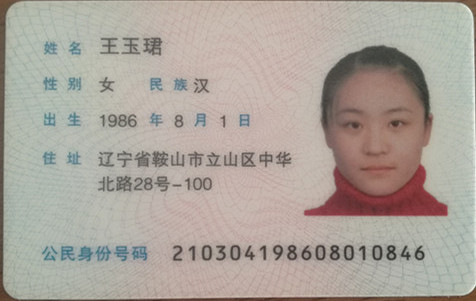 姓名 王玉珺
性别 女 民族 汉
出生 1986 年 8 月 1 日
住址 辽宁省鞍山市立山区中华
北路28号-100
公民身份号码 210304198608010846